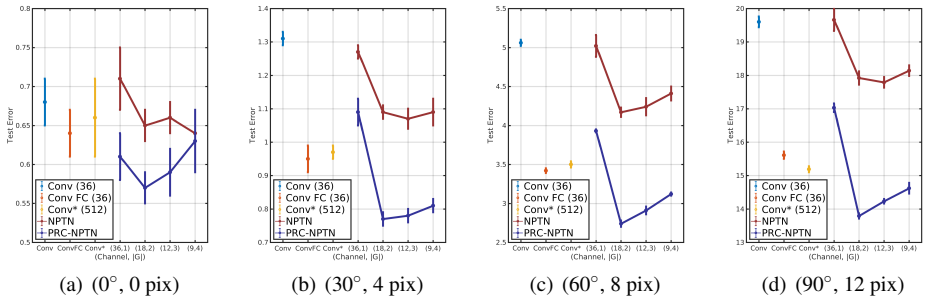 0.8
0.75
0.7
0.65
0.6
0.55
0.5
Test Error
Conv (36)
Conv FC (36)
Conv* (512)
NPTN
PRC-NPTN
Conv ConvFC Conv* (36,1) (18,2) (12,3) (9,4)
(Channel, |G|)
(a) (0°, 0 pix)
1.4
1.3
1.2
1.1
1
0.9
0.8
0.7
Test Error
Conv (36)
Conv FC (36)
Conv* (512)
NPTN
PRC-NPTN
Conv ConvFC Conv* (36,1) (18,2) (12,3) (9,4)
(Channel, |G|)
(b) (30°, 4 pix)
5.5
5
4.5
4
3.5
3
2.5
Test Error
Conv (36)
Conv FC (36)
Conv* (512)
NPTN
PRC-NPTN
Conv ConvFC Conv* (36,1) (18,2) (12,3) (9,4)
(Channel, |G|)
(c) (60°, 8 pix)
20
19
18
17
16
15
14
13
Test Error
Conv (36)
Conv FC (36)
Conv* (512)
NPTN
PRC-NPTN
Conv ConvFC Conv* (36,1) (18,2) (12,3) (9,4)
(Channel, |G|)
(d) (90°, 12 pix)